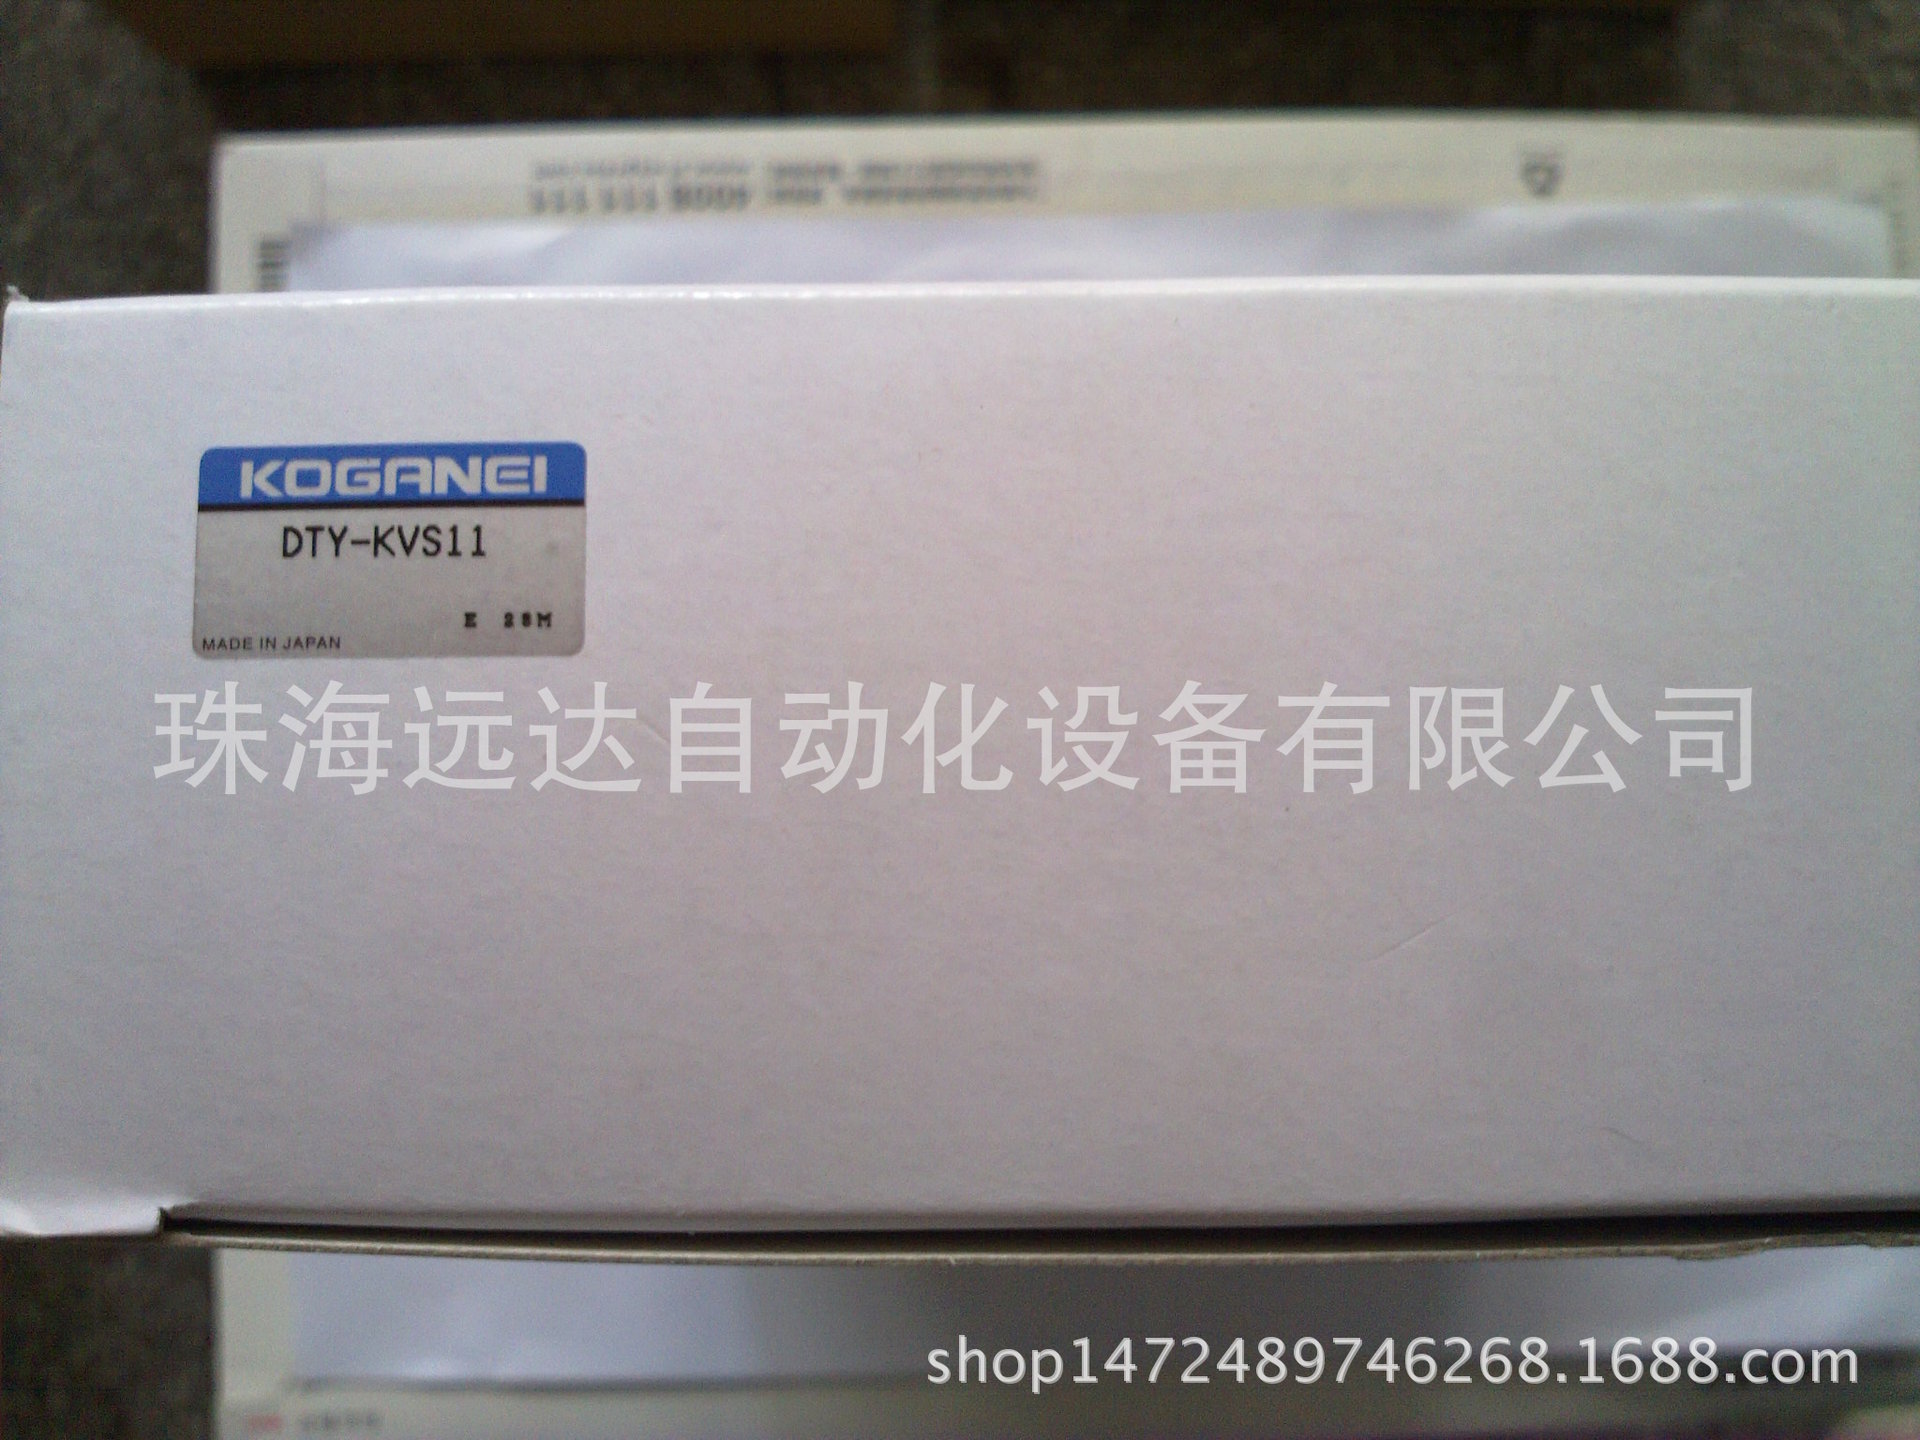 KOGANEI
DTY-KVS11
E 28M
MADE IN JAPAN
珠海远达自动化设备有限公司
shop1472489746268.1688.com